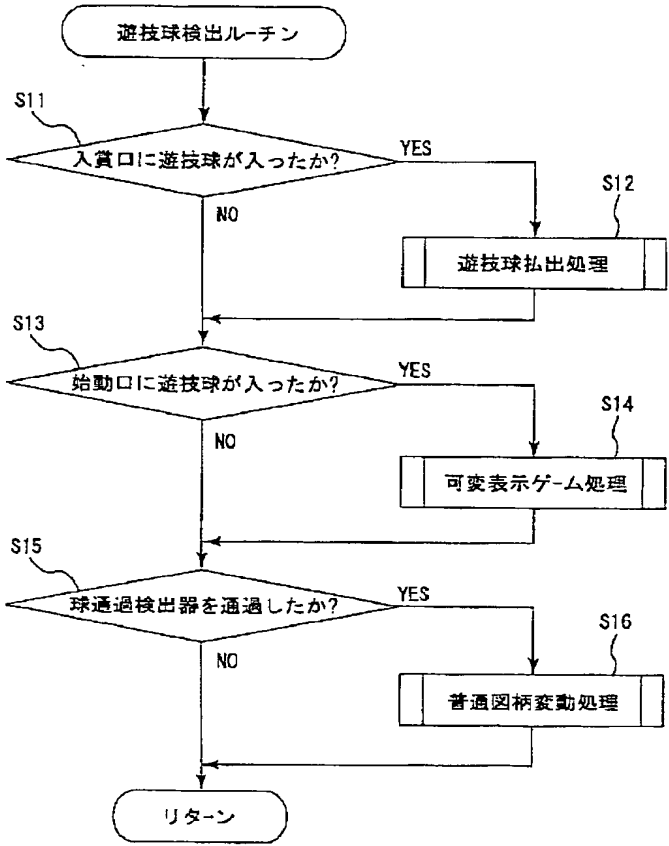 遊技球検出ルーチン
S11
入賞口に遊技球が入ったか?
YES
NO
S12
遊技球払出処理
S13
始動口に遊技球が入ったか?
YES
NO
S14
可変表示ゲーム処理
S15
球通過検出器を通過したか?
YES
NO
S16
普通図柄変動処理
リターン